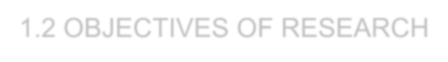 1.2 OBJECTIVES OF RESEARCH